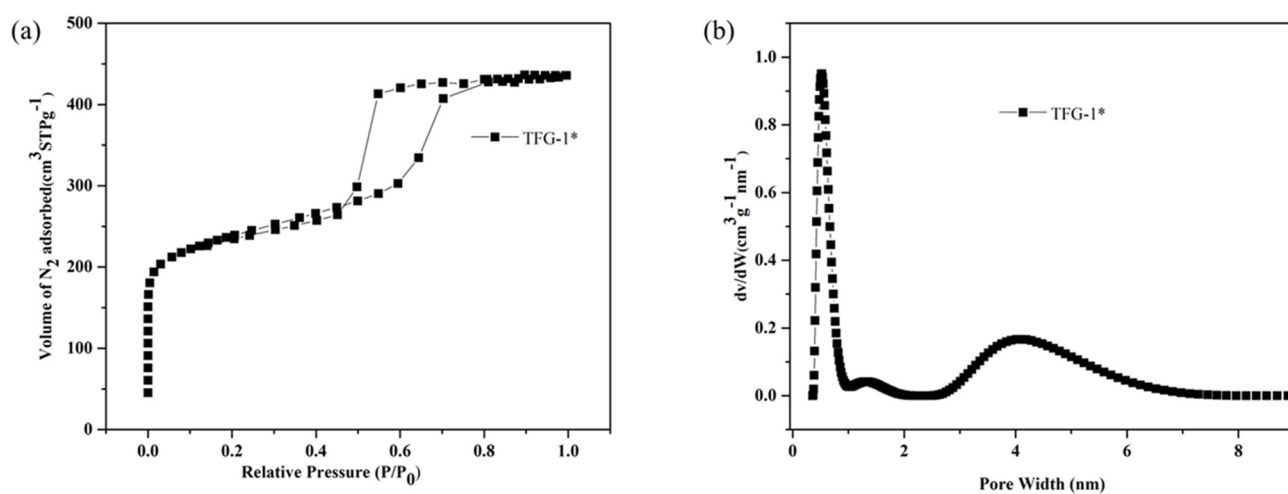 (a)
500
400
300
200
100
0
Volume of N2 adsorbed(cm3STPg-1)
TFG-1*
0.0 0.2 0.4 0.6 0.8 1.0
Relative Pressure (P/P0)
(b)
1.0
0.8
0.6
0.4
0.2
0.0
dv/dW(cm3g-1nm-1)
TFG-1*
0 2 4 6 8
Pore Width (nm)